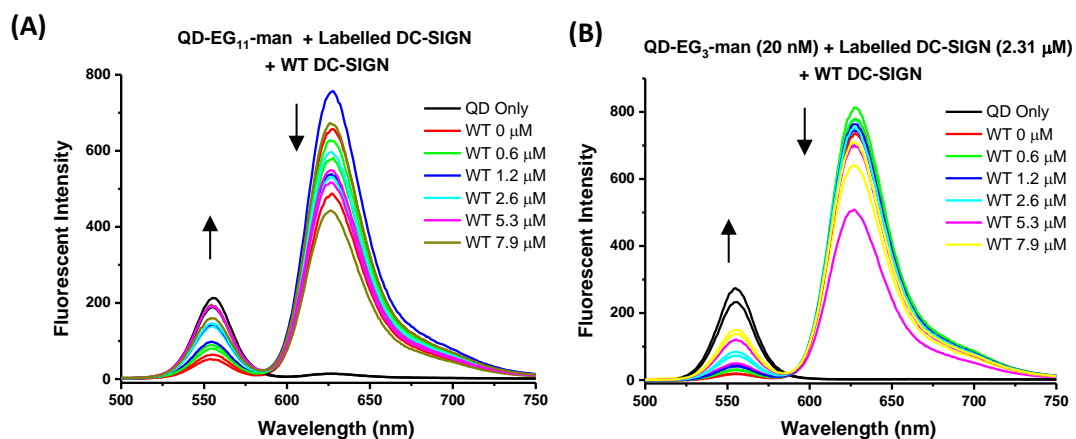 (A)
QD-EG₁₁-man + Labelled DC-SIGN
+ WT DC-SIGN
800
600
400
200
0
Fluorescent Intensity
QD Only
WT 0 μM
WT 0.6 μM
WT 1.2 μM
WT 2.6 μM
WT 5.3 μM
WT 7.9 μM
500 550 600 650 700 750
Wavelength (nm)
(B)
QD-EG₃-man (20 nM) + Labelled DC-SIGN (2.31 μM)
+ WT DC-SIGN
800
600
400
200
0
Fluorescent Intensity
QD Only
WT 0 μM
WT 0.6 μM
WT 1.2 μM
WT 2.6 μM
WT 5.3 μM
WT 7.9 μM
500 550 600 650 700 750
Wavelength (nm)